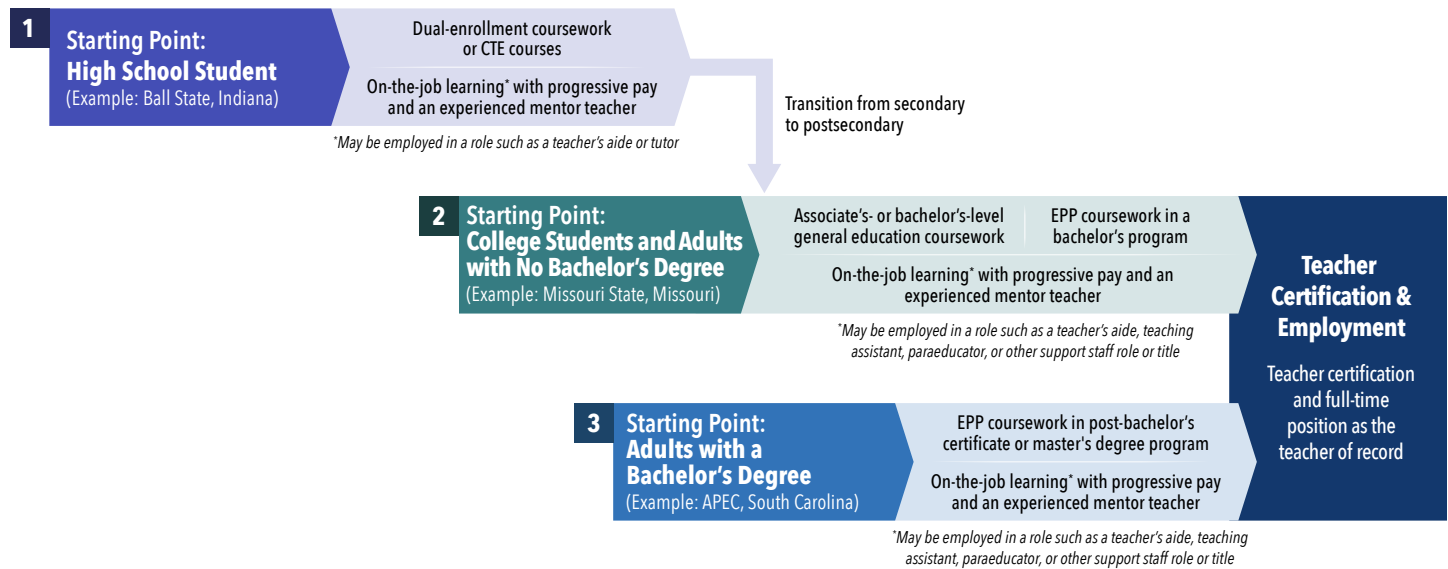 1
Starting Point:
High School Student
(Example: Ball State, Indiana)
Dual-enrollment coursework
or CTE courses
On-the-job learning* with progressive pay
and an experienced mentor teacher
*May be employed in a role such as a teacher's aide or tutor
Transition from secondary
to postsecondary
2
Starting Point:
College Students and Adults
with No Bachelor's Degree
(Example: Missouri State, Missouri)
Associate's- or bachelor's-level
general education coursework
EPP coursework in a
bachelor's program
On-the-job learning* with progressive pay and an
experienced mentor teacher
*May be employed in a role such as a teacher's aide, teaching
assistant, paraeducator, or other support staff role or title
3
Starting Point:
Adults with a
Bachelor's Degree
(Example: APEC, South Carolina)
EPP coursework in post-bachelor's
certificate or master's degree program
On-the-job learning* with progressive pay
and an experienced mentor teacher
*May be employed in a role such as a teacher's aide, teaching
assistant, paraeducator, or other support staff role or title
Teacher
Certification &
Employment
Teacher certification
and full-time
position as the
teacher of record